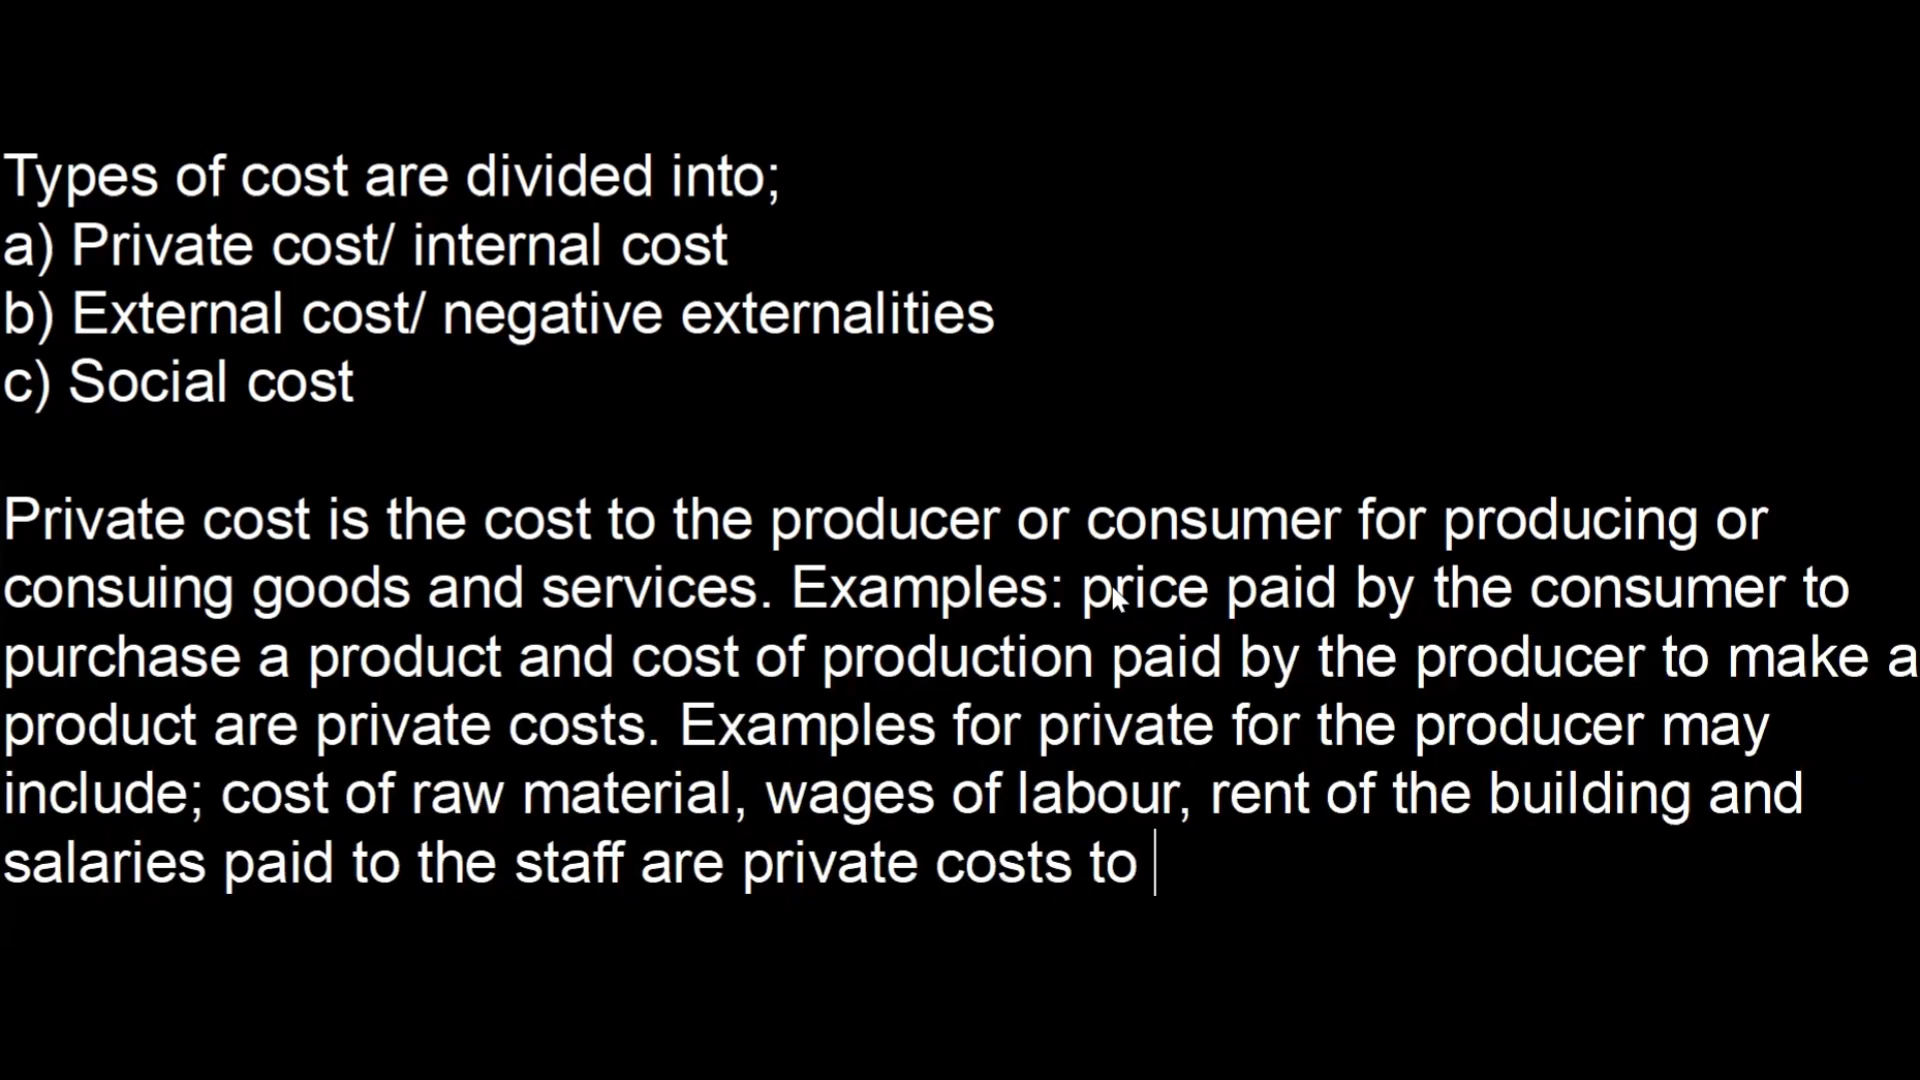 Types of cost are divided into;
a) Private cost/ internal cost
b) External cost/ negative externalities
c) Social cost
Private cost is the cost to the producer or consumer for producing or
consuing goods and services. Examples: price paid by the consumer to
purchase a product and cost of production paid by the producer to make a
product are private costs. Examples for private for the producer may
include; cost of raw material, wages of labour, rent of the building and
salaries paid to the staff are private costs to